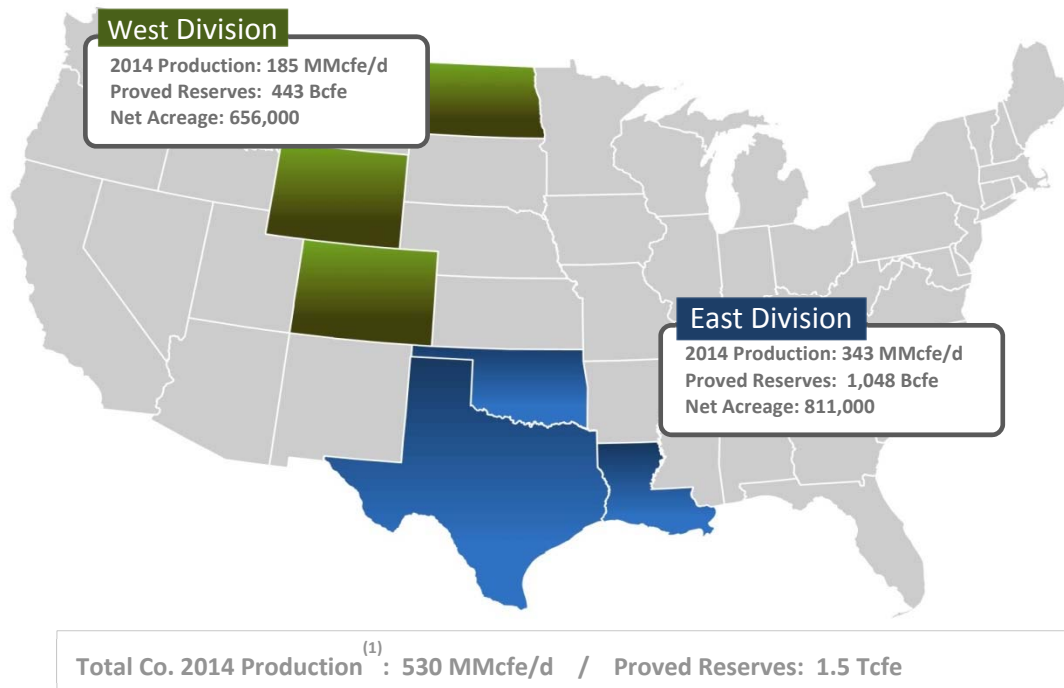 West Division
2014 Production: 185 MMcfe/d
Proved Reserves: 443 Bcfe
Net Acreage: 656,000
East Division
2014 Production: 343 MMcfe/d
Proved Reserves: 1,048 Bcfe
Net Acreage: 811,000
Total Co. 2014 Production(1): 530 MMcfe/d / Proved Reserves: 1.5 Tcfe